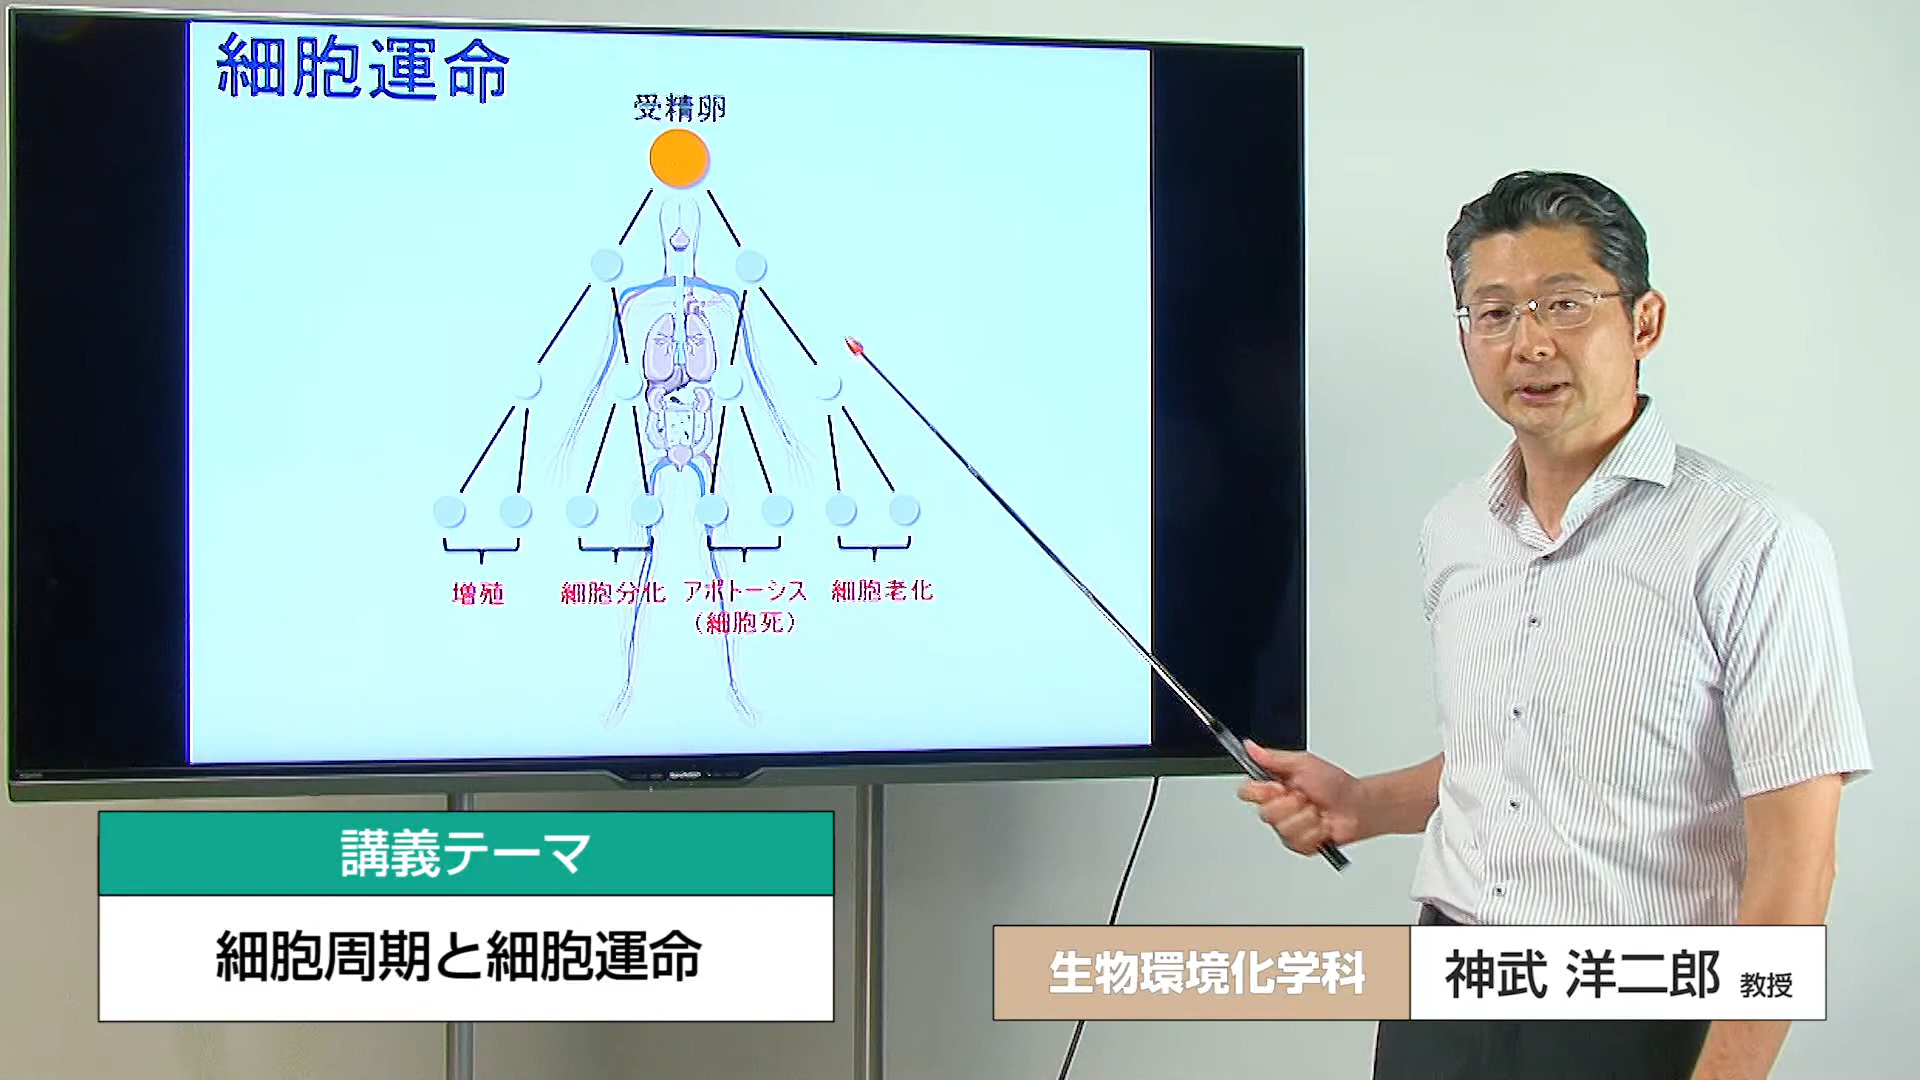 細胞運命
受精卵
増殖
細胞分化
アポトーシス
(細胞死)
細胞老化
講義テーマ
細胞周期と細胞運命
生物環境化学科
神武 洋二郎 教授